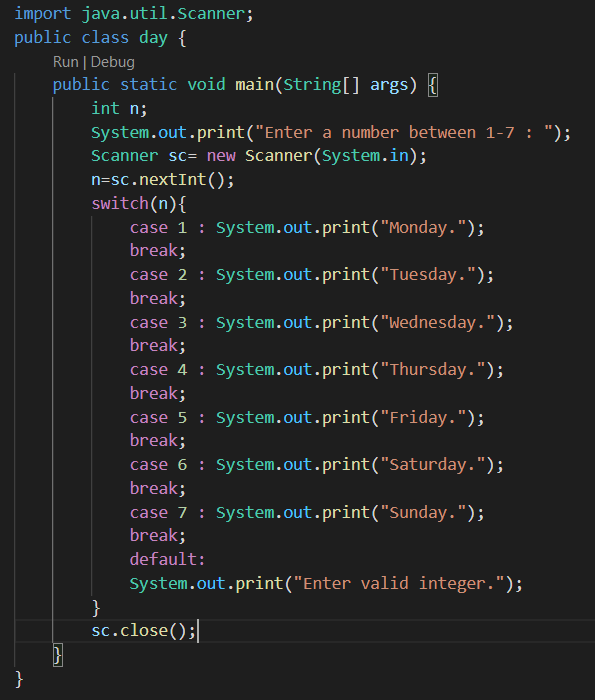 import java.util.Scanner;
public class day {
Run | Debug
public static void main(String[] args) {
int n;
System.out.print("Enter a number between 1-7 : ");
Scanner sc= new Scanner(System.in);
n=sc.nextInt();
switch(n){
case 1 : System.out.print("Monday.");
break;
case 2 : System.out.print("Tuesday.");
break;
case 3 : System.out.print("Wednesday.");
break;
case 4 : System.out.print("Thursday.");
break;
case 5 : System.out.print("Friday.");
break;
case 6 : System.out.print("Saturday.");
break;
case 7 : System.out.print("Sunday.");
break;
default:
System.out.print("Enter valid integer.");
}
sc.close();
}
}